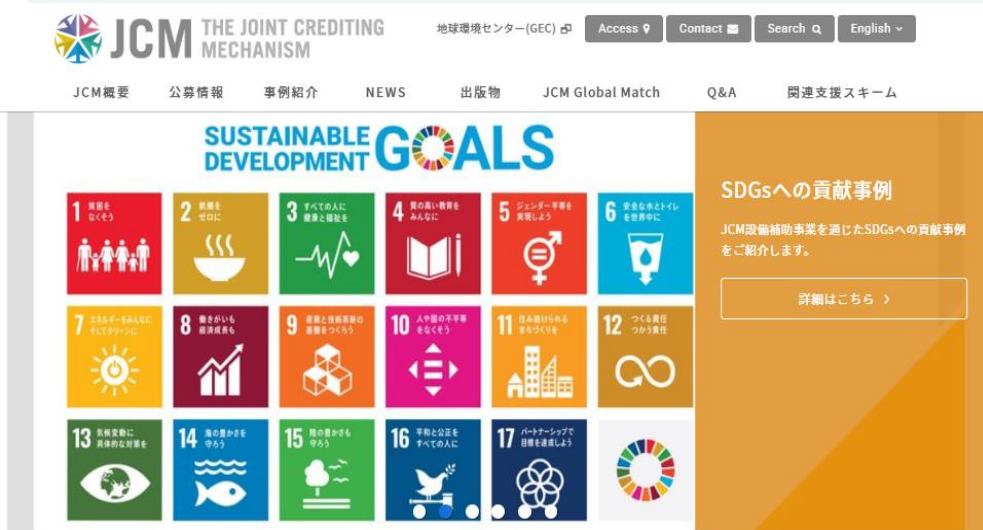 JCM THE JOINT CREDITING
MECHANISM
地球環境センター(GEC)
Access
Contact
Search
English
JCM概要 公募情報 事例紹介 NEWS 出版物 JCM Global Match Q&A 関連支援スキーム
SUSTAINABLE
DEVELOPMENT GOALS
1 貧困を
なくそう
2 飢餓を
ゼロに
3 すべての人に
健康と福祉を
4 質の高い教育を
みんなに
5 ジェンダー平等を
実現しよう
6 安全な水とトイレ
を世界中に
7 エネルギーをみんなに
そしてクリーンに
8 働きがいも
経済成長も
9 産業と技術革新の
基盤をつくろう
10 人や国の不平等
をなくそう
11 住み続けられる
まちづくりを
12 つくる責任
つかう責任
13 気候変動に
具体的な対策を
14 海の豊かさを
守ろう
15 陸の豊かさも
守ろう
16 平和と公正を
すべての人に
17 パートナーシップで
目標を達成しよう
SDGsへの貢献事例
JCM設備補助事業を通じたSDGsへの貢献事例
をご紹介します。
詳細はこちら